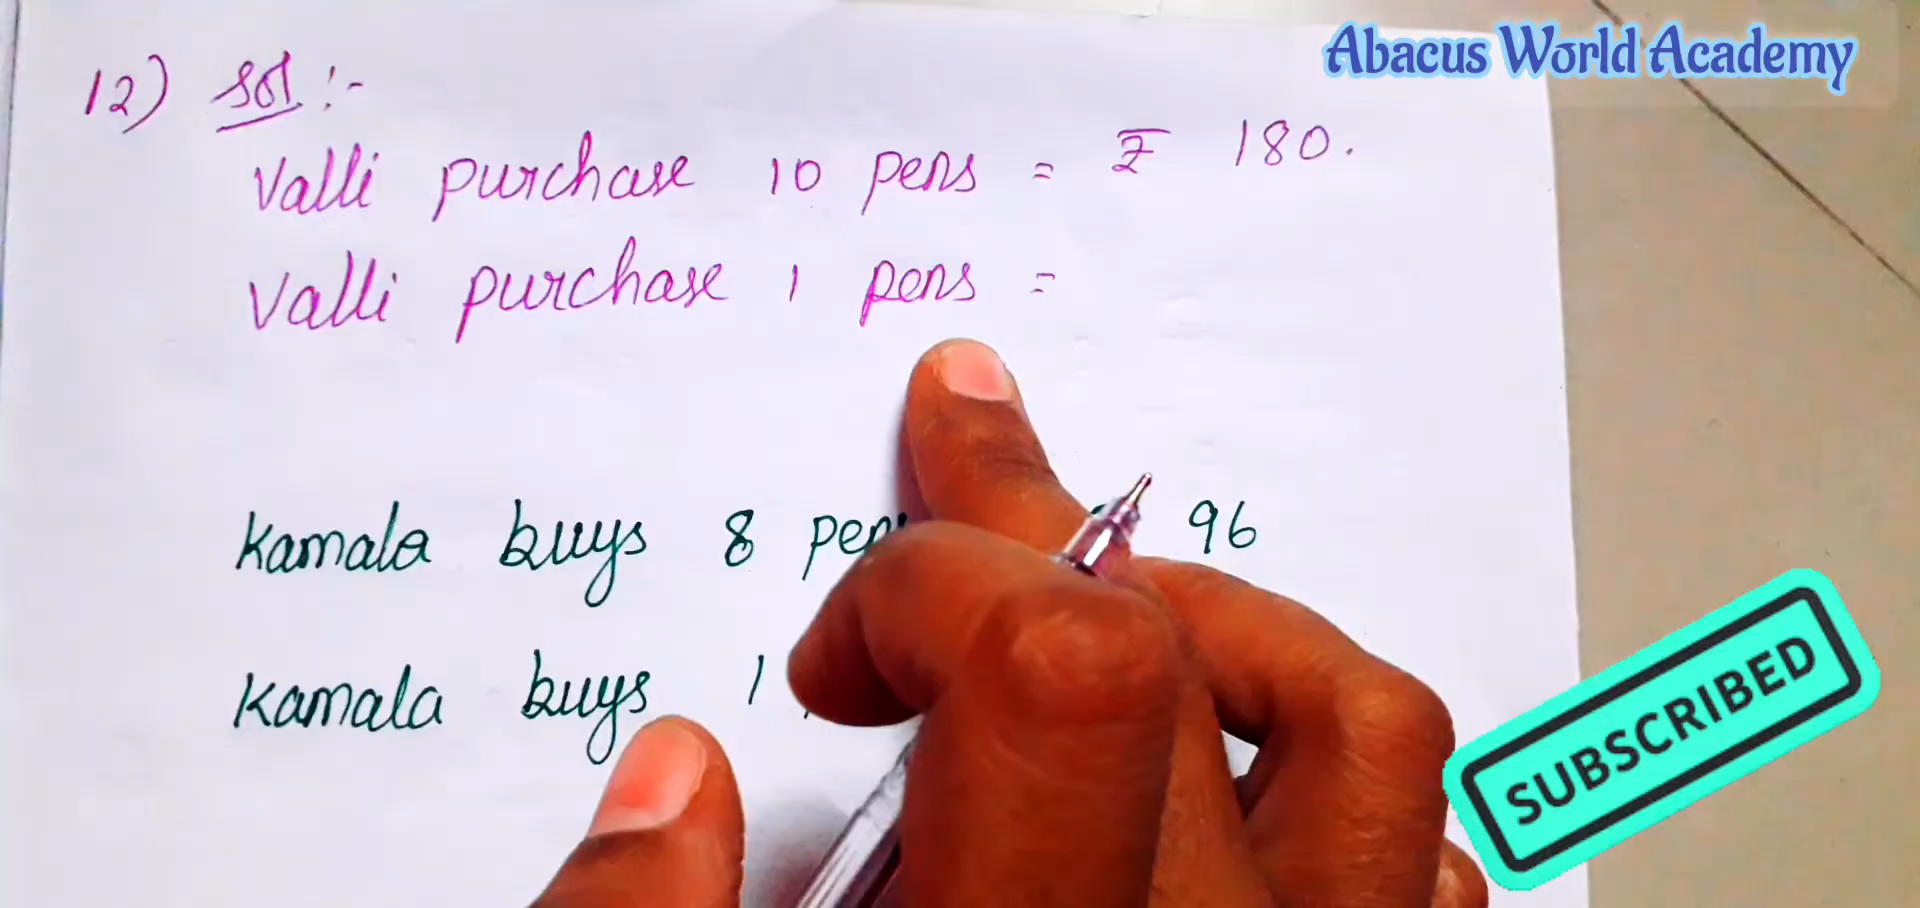 Abacus World Academy
12) Sol :-
Valli purchase 10 pens = ₹ 180.
Valli purchase 1 pens =
Kamala buys 8 96
Kamala buys 1
SUBSCRIBED